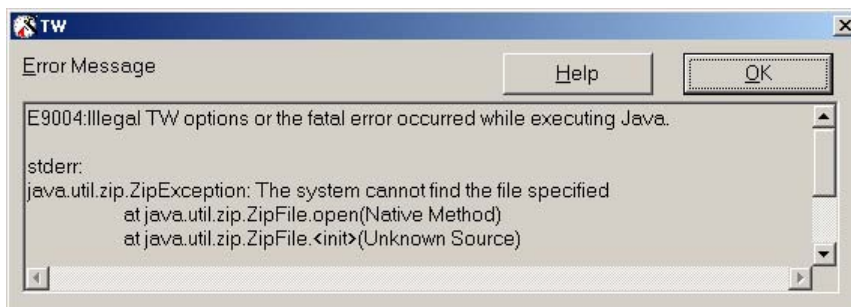 TW
Error Message
Help
OK
E9004:Illegal TW options or the fatal error occurred while executing Java.
stderr:
java.util.zip.ZipException: The system cannot find the file specified
at java.util.zip.ZipFile.open(Native Method)
at java.util.zip.ZipFile.<init>(Unknown Source)